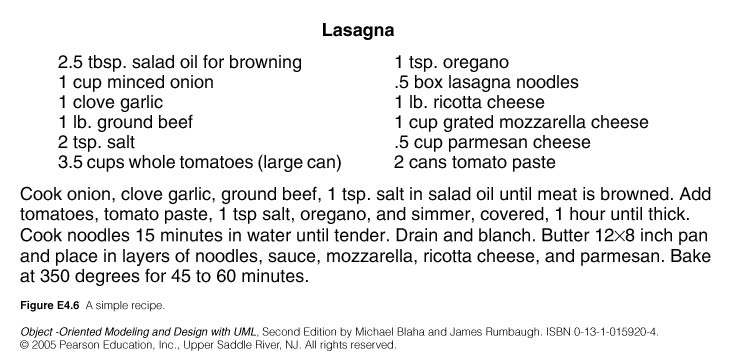 Lasagna
2.5 tbsp. salad oil for browning
1 cup minced onion
1 clove garlic
1 lb. ground beef
2 tsp. salt
3.5 cups whole tomatoes (large can)
1 tsp. oregano
.5 box lasagna noodles
1 lb. ricotta cheese
1 cup grated mozzarella cheese
.5 cup parmesan cheese
2 cans tomato paste
Cook onion, clove garlic, ground beef, 1 tsp. salt in salad oil until meat is browned. Add
tomatoes, tomato paste, 1 tsp salt, oregano, and simmer, covered, 1 hour until thick.
Cook noodles 15 minutes in water until tender. Drain and blanch. Butter 12×8 inch pan
and place in layers of noodles, sauce, mozzarella, ricotta cheese, and parmesan. Bake
at 350 degrees for 45 to 60 minutes.
Figure E4.6 A simple recipe.
Object -Oriented Modeling and Design with UML, Second Edition by Michael Blaha and James Rumbaugh. ISBN 0-13-1-015920-4.
© 2005 Pearson Education, Inc., Upper Saddle River, NJ. All rights reserved.